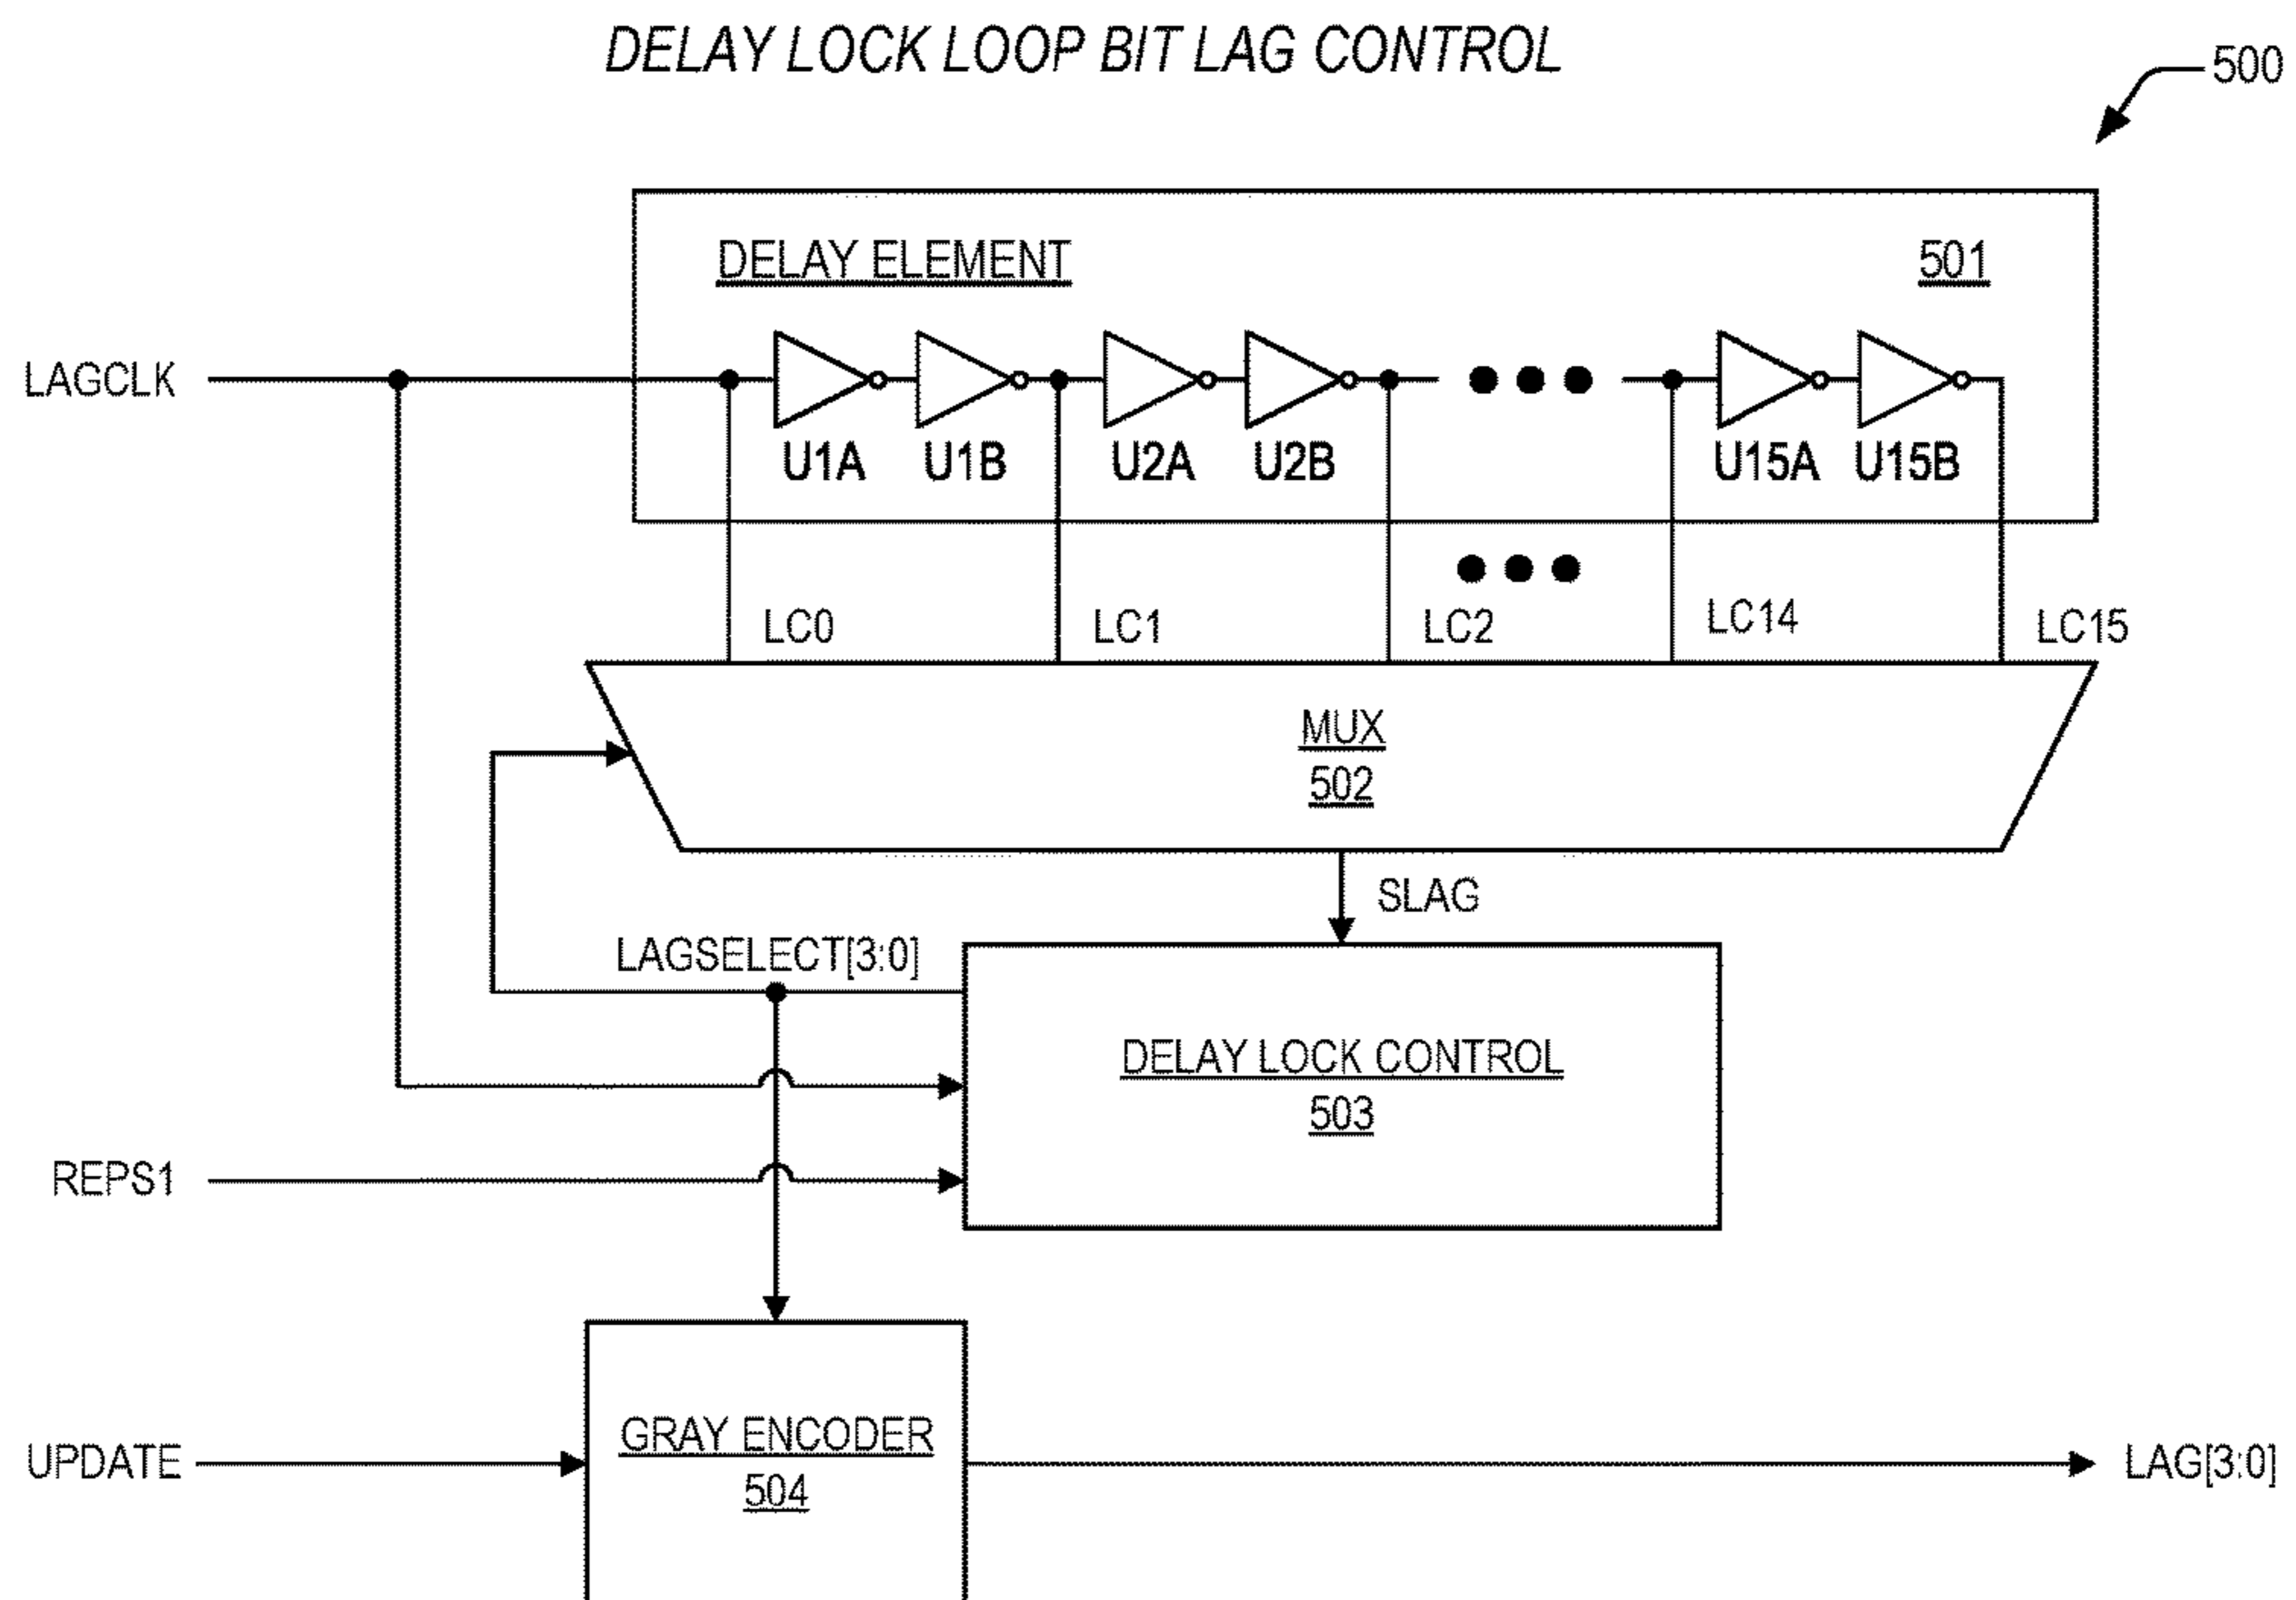 DELAY LOCK LOOP BIT LAG CONTROL
500
DELAY ELEMENT
501
LAGCLK
U1A
U1B
U2A
U2B
U15A
U15B
LC0
LC1
LC2
LC14
LC15
MUX
502
SLAG
LAGSELECT[3:0]
DELAY LOCK CONTROL
503
REPS1
GRAY ENCODER
504
UPDATE
LAG[3:0]